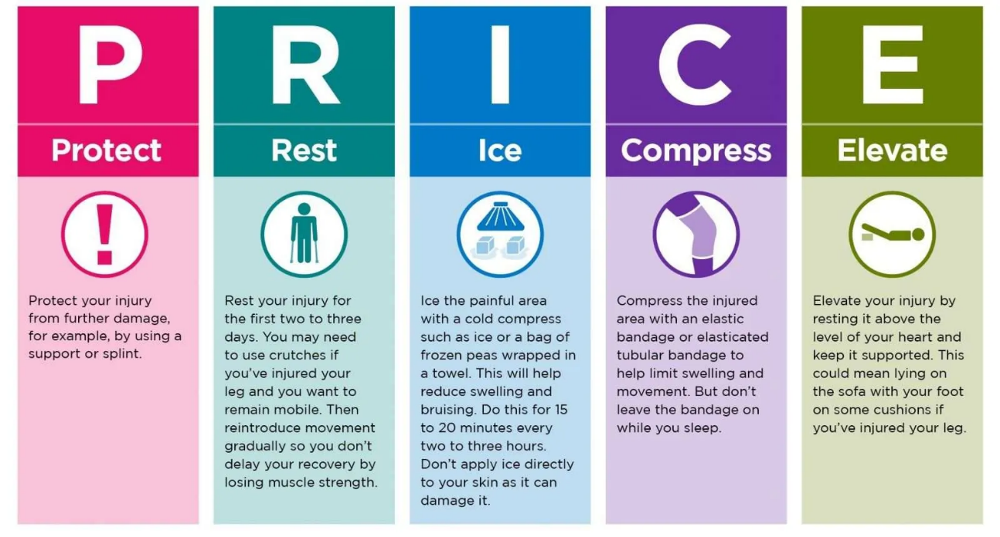 P
Protect
Protect your injury
from further damage,
for example, by using a
support or splint.
R
Rest
Rest your injury for
the first two to three
days. You may need
to use crutches if
you've injured your
leg and you want to
remain mobile. Then
reintroduce movement
gradually so you don't
delay your recovery by
losing muscle strength.
I
Ice
Ice the painful area
with a cold compress
such as ice or a bag of
frozen peas wrapped in
a towel. This will help
reduce swelling and
bruising. Do this for 15
to 20 minutes every
two to three hours.
Don't apply ice directly
to your skin as it can
damage it.
C
Compress
Compress the injured
area with an elastic
bandage or elasticated
tubular bandage to
help limit swelling and
movement. But don't
leave the bandage on
while you sleep.
E
Elevate
Elevate your injury by
resting it above the
level of your heart and
keep it supported. This
could mean lying on
the sofa with your foot
on some cushions if
you've injured your leg.